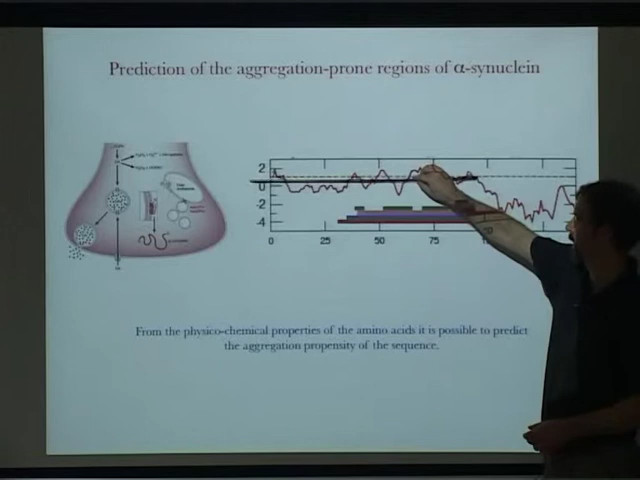 Prediction of the aggregation-prone regions of α-synuclein
2
0
-2
-4
0 25 50 75
From the physico-chemical properties of the amino acids it is possible to predict
the aggregation propensity of the sequence.